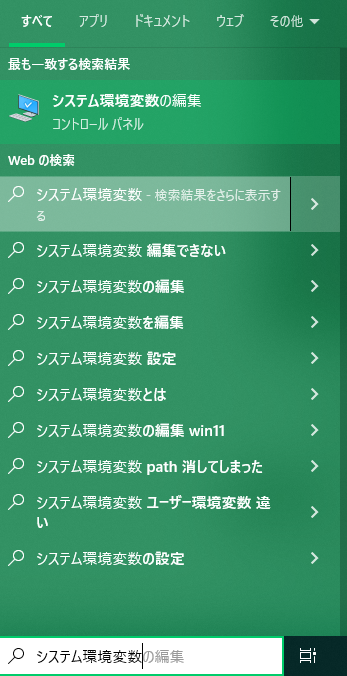 すべて アプリ ドキュメント ウェブ その他
最も一致する検索結果
システム環境変数の編集
コントロール パネル
Web の検索
システム環境変数 - 検索結果をさらに表示す
る
システム環境変数 編集できない
システム環境変数の編集
システム環境変数を編集
システム環境変数 設定
システム環境変数とは
システム環境変数の編集 win11
システム環境変数 path 消してしまった
システム環境変数 ユーザー環境変数 違
い
システム環境変数の設定
システム環境変数の編集